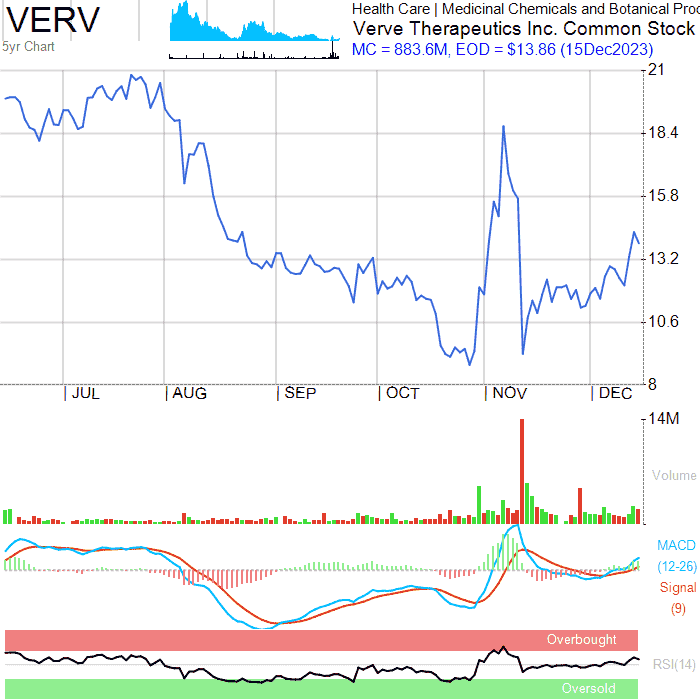 VERV
5yr Chart
Health Care | Medicinal Chemicals and Botanical Pro
Verve Therapeutics Inc. Common Stock
MC = 883.6M, EOD = $13.86 (15Dec2023)
21
18.4
15.8
13.2
10.6
8
| JUL | AUG | SEP | OCT | NOV | DEC
14M
Volume
MACD
(12-26)
Signal
(9)
Overbought
RSI(14)
Oversold